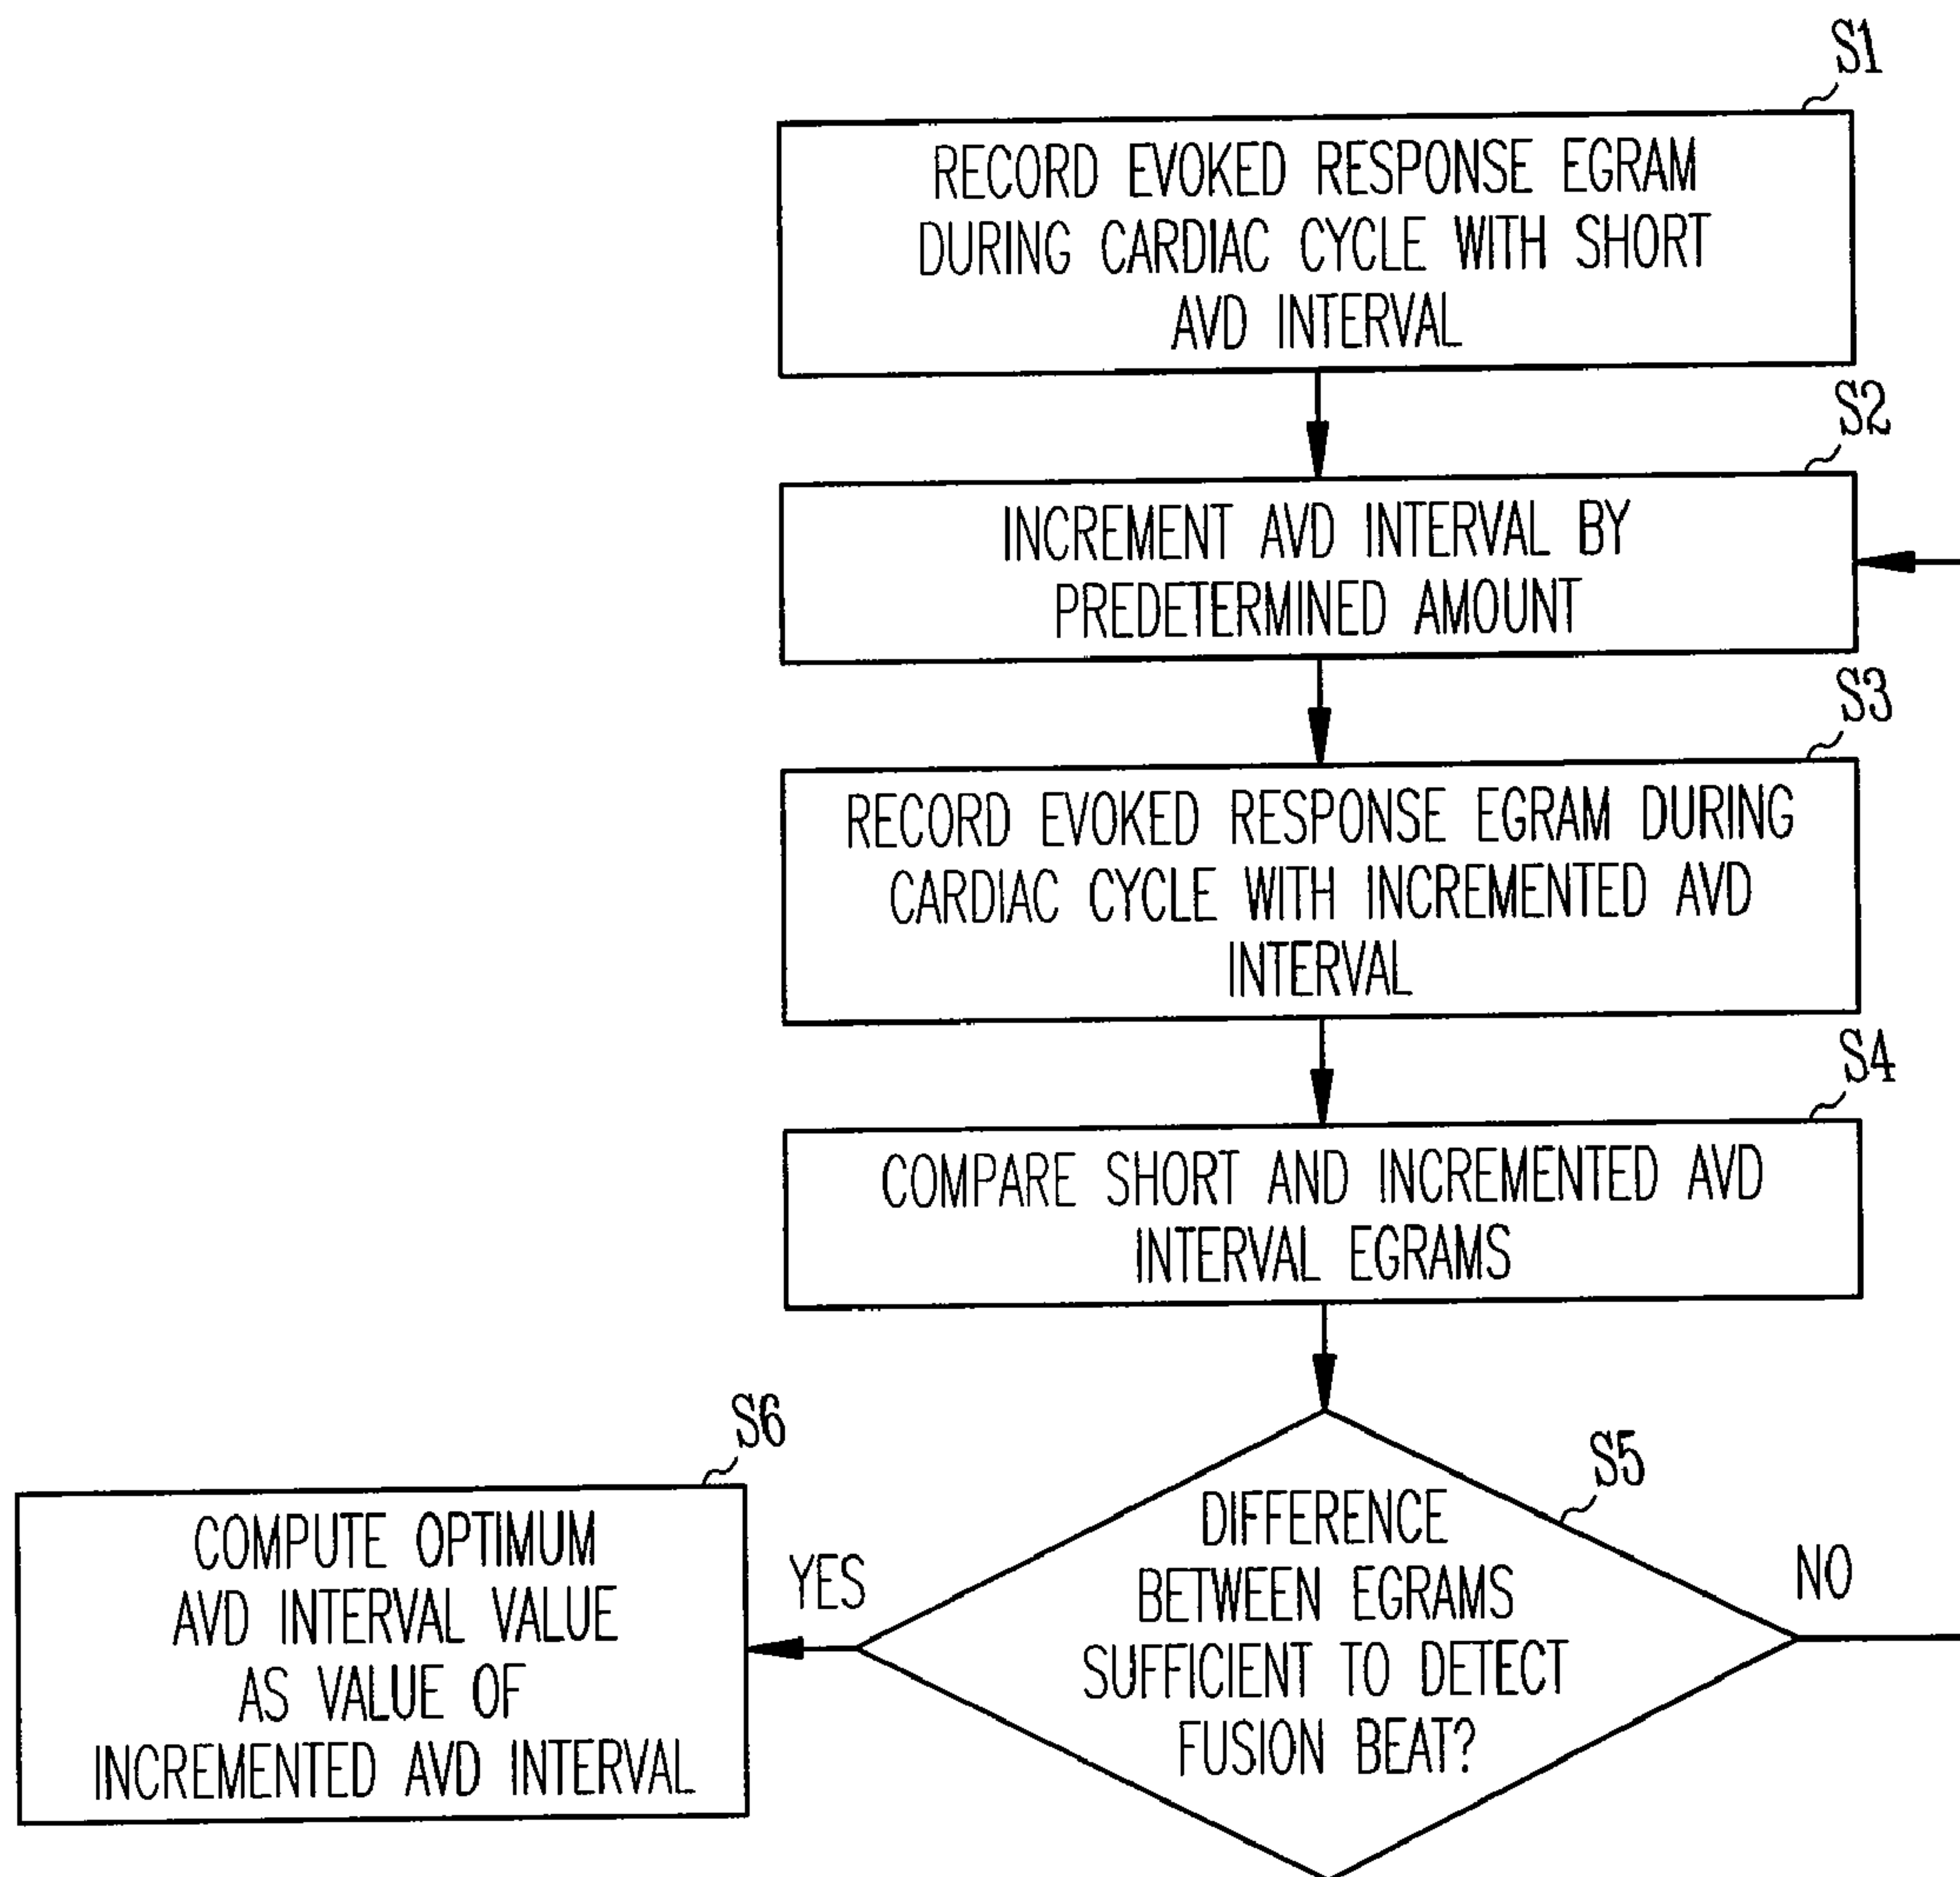 S1
RECORD EVOKED RESPONSE EGRAM
DURING CARDIAC CYCLE WITH SHORT
AVD INTERVAL
S2
INCREMENT AVD INTERVAL BY
PREDETERMINED AMOUNT
S3
RECORD EVOKED RESPONSE EGRAM DURING
CARDIAC CYCLE WITH INCREMENTED AVD
INTERVAL
S4
COMPARE SHORT AND INCREMENTED AVD
INTERVAL EGRAMS
S5
DIFFERENCE
BETWEEN EGRAMS
SUFFICIENT TO DETECT
FUSION BEAT?
YES
NO
S6
COMPUTE OPTIMUM
AVD INTERVAL VALUE
AS VALUE OF
INCREMENTED AVD INTERVAL